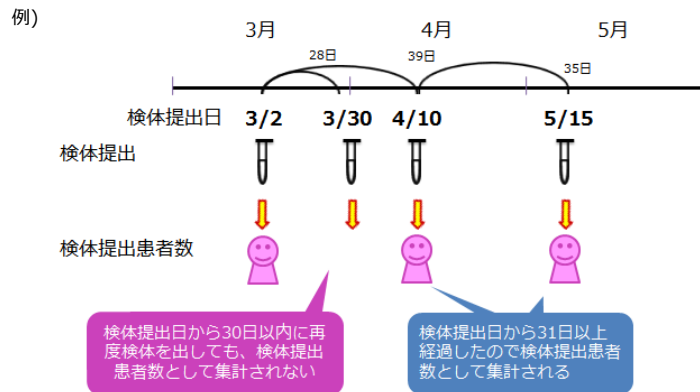 例)
3月 4月 5月
28日 39日 35日
検体提出日 3/2 3/30 4/10 5/15
検体提出
検体提出患者数
検体提出日から30日以内に再
度検体を出しても、検体提出
患者数として集計されない
検体提出日から31日以上
経過したので検体提出患者
数として集計される